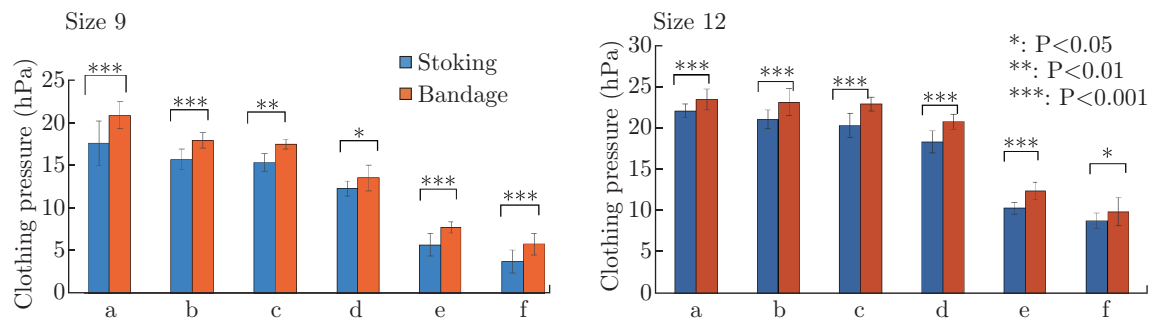 Size 9
Clothing pressure (hPa)
25
20
15
10
5
0
***
***
**
*
***
***
Stoking
Bandage
a b c d e f
Size 12
Clothing pressure (hPa)
30
25
20
15
10
5
0
***
***
***
***
***
*
*: P<0.05
**: P<0.01
***: P<0.001
a b c d e f